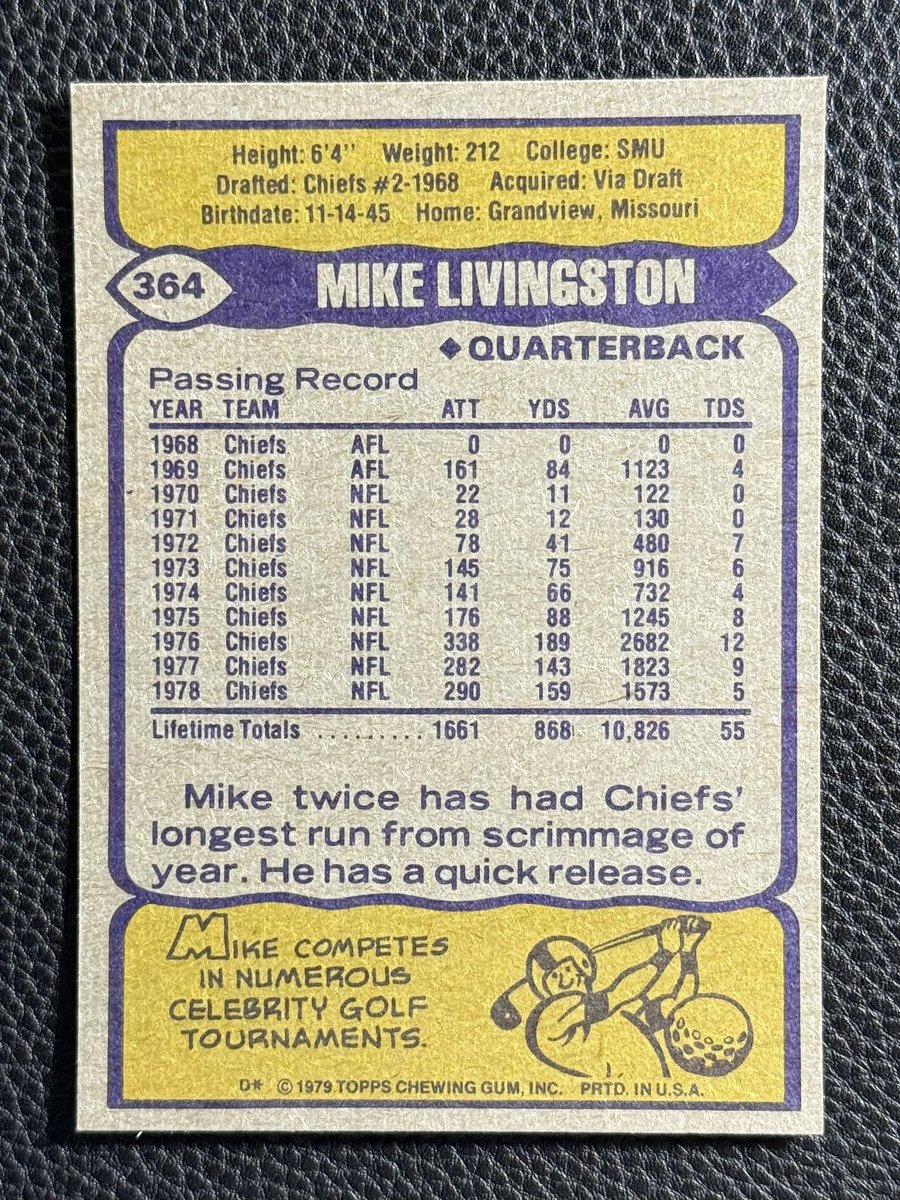 Height: 6'4" Weight: 212 College: SMU
Drafted: Chiefs #2-1968 Acquired: Via Draft
Birthdate: 11-14-45 Home: Grandview, Missouri
364 MIKE LIVINGSTON
◆QUARTERBACK
Passing Record
YEAR TEAM ATT YDS AVG TDS
1968 Chiefs AFL 0 0 0 0
1969 Chiefs AFL 161 84 1123 4
1970 Chiefs NFL 22 11 122 0
1971 Chiefs NFL 28 12 130 0
1972 Chiefs NFL 78 41 480 7
1973 Chiefs NFL 145 75 916 6
1974 Chiefs NFL 141 66 732 4
1975 Chiefs NFL 176 88 1245 8
1976 Chiefs NFL 338 189 2682 12
1977 Chiefs NFL 282 143 1823 9
1978 Chiefs NFL 290 159 1573 5
Lifetime Totals ......... 1661 868 10,826 55
Mike twice has had Chiefs'
longest run from scrimmage of
year. He has a quick release.
MIKE COMPETES
IN NUMEROUS
CELEBRITY GOLF
TOURNAMENTS.
D* © 1979 TOPPS CHEWING GUM, INC. PRTD. IN U.S.A.